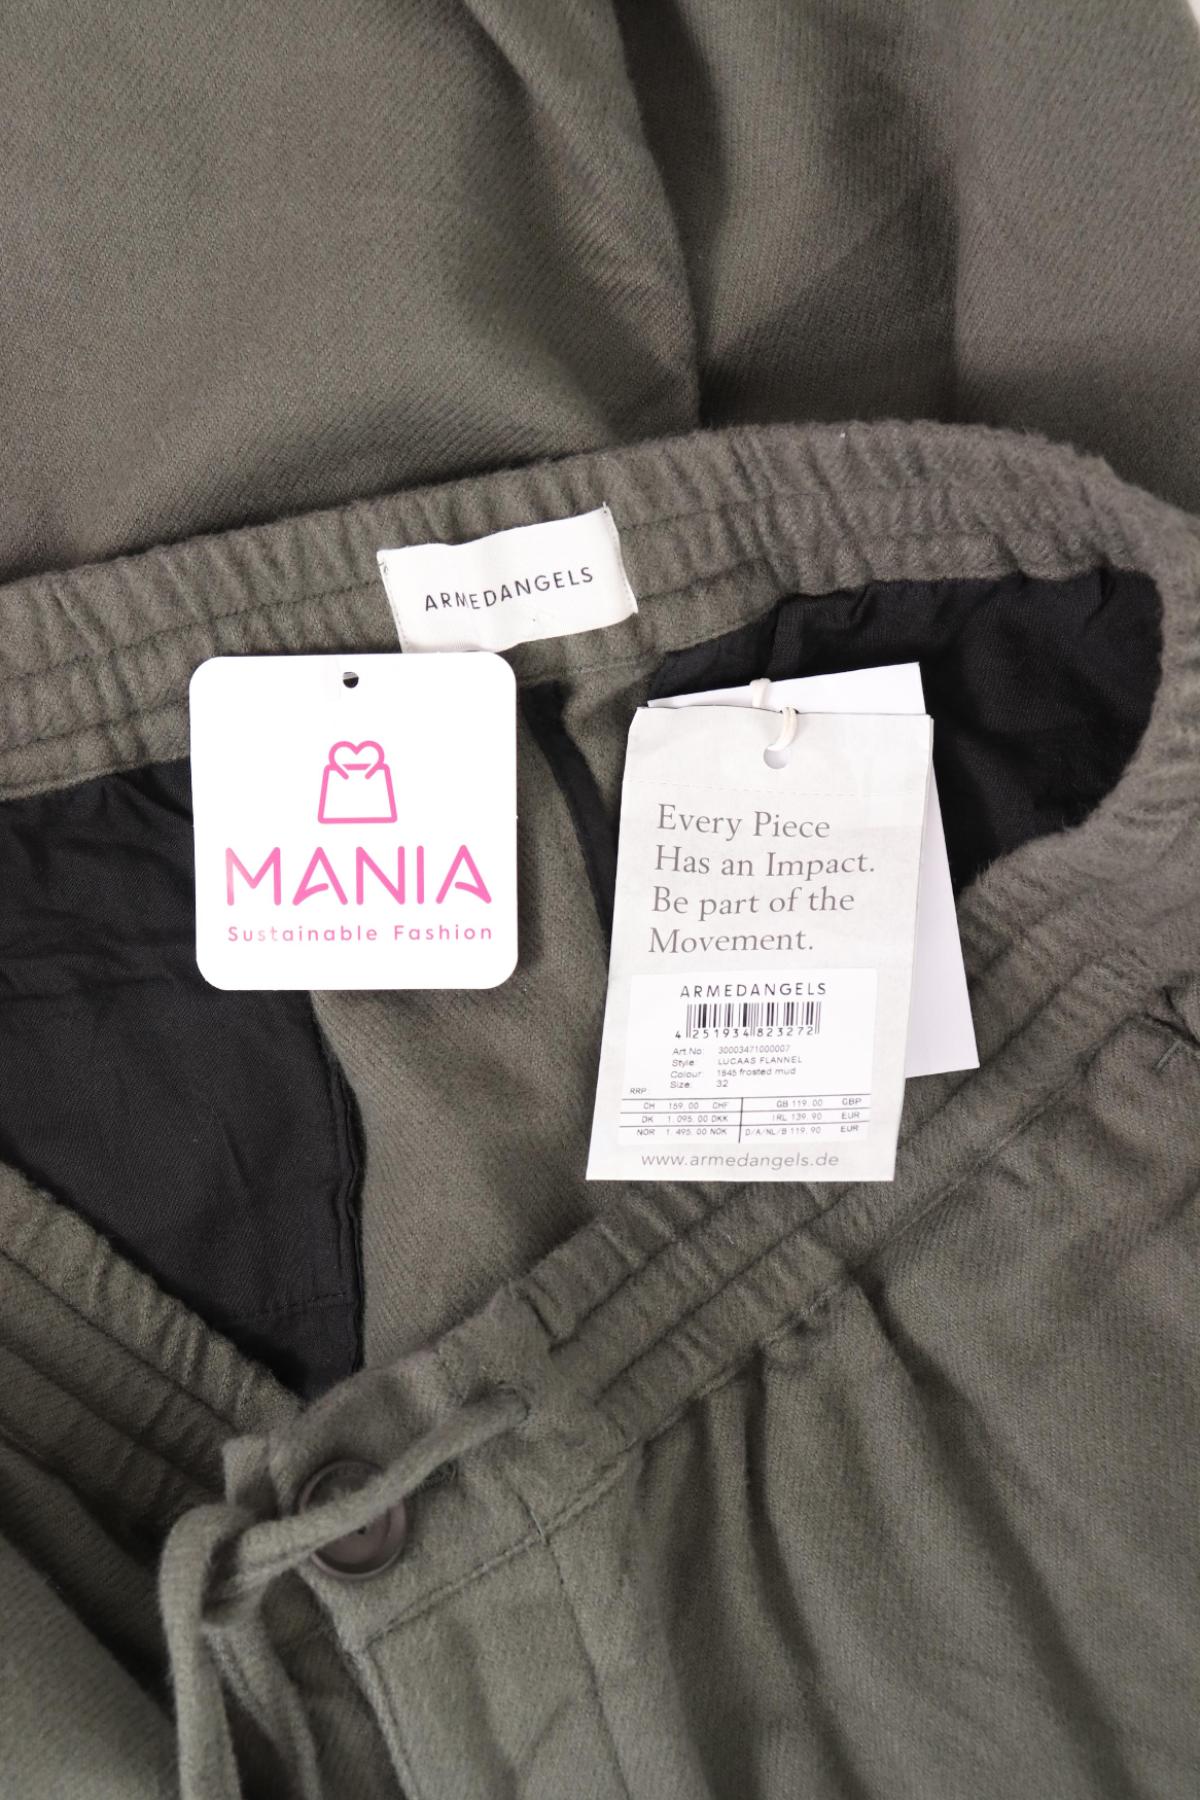 ARMEDANGELS
MANIA
Sustainable Fashion
Every Piece
Has an Impact.
Be part of the
Movement.
ARMEDANGELS
4 251934 823272
Art.No: 30003471000007
Style: LUCAAS FLANNEL
Colour: 1845 frosted mud
Size: 32
RRP:
CH 159.00 CHF GB 119.00 GBP
DK 1.095.00 DKK IRL 139.90 EUR
NOR 1.495.00 NOK D/A/NL/B 119.90 EUR
www.armedangels.de